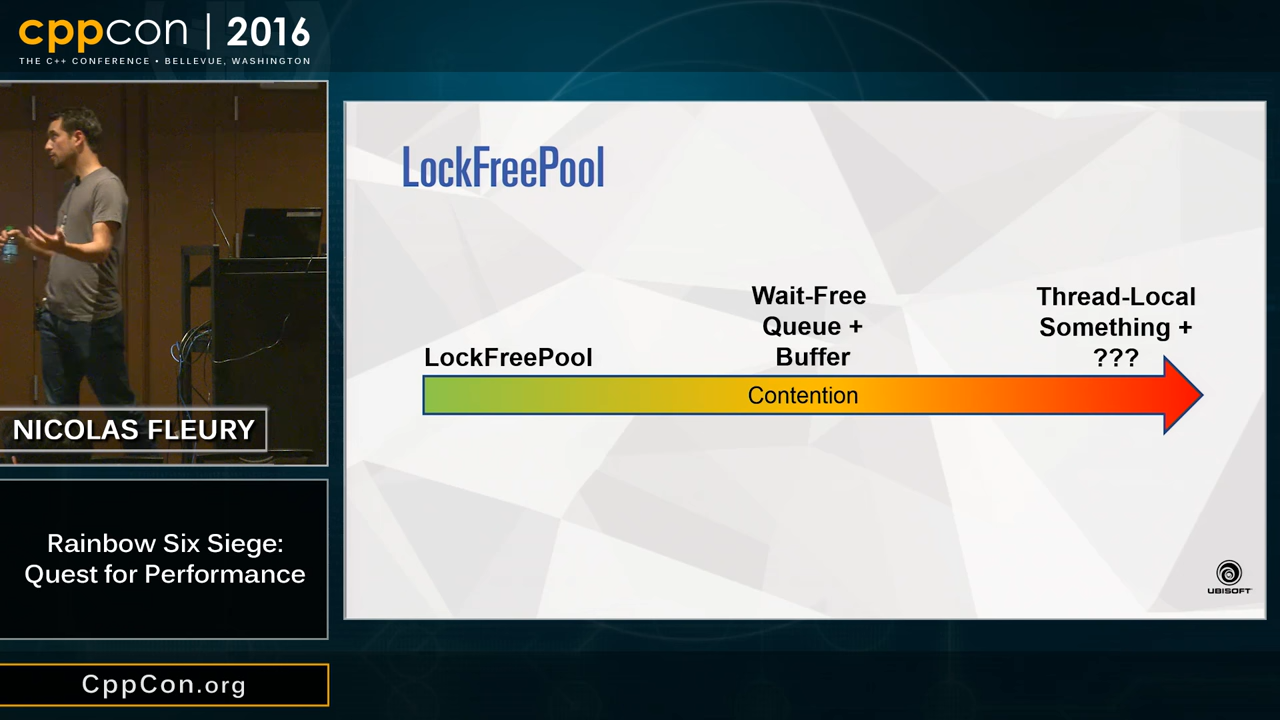 cppcon | 2016
THE C++ CONFERENCE • BELLEVUE, WASHINGTON
NICOLAS FLEURY
Rainbow Six Siege:
Quest for Performance
CppCon.org
LockFreePool
LockFreePool
Wait-Free
Queue +
Buffer
Thread-Local
Something +
???
Contention
UBISOFT